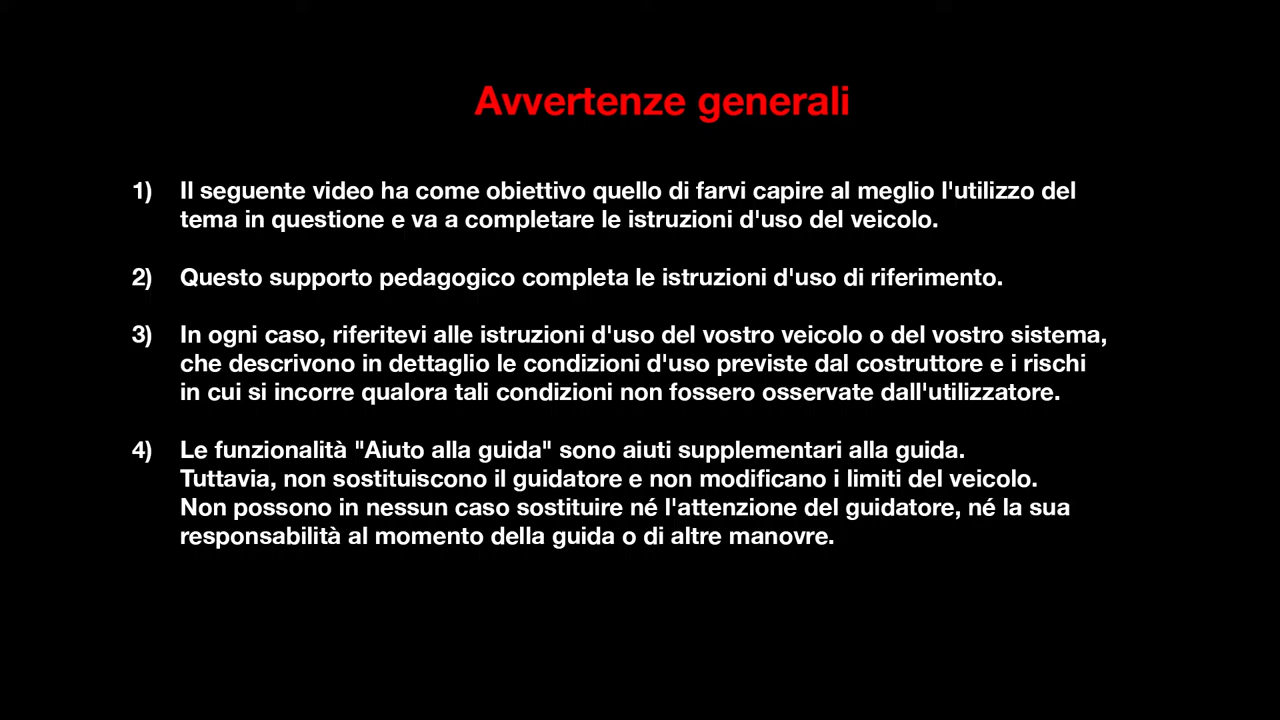 Avvertenze generali
1) Il seguente video ha come obiettivo quello di farvi capire al meglio l'utilizzo del
tema in questione e va a completare le istruzioni d'uso del veicolo.
2) Questo supporto pedagogico completa le istruzioni d'uso di riferimento.
3) In ogni caso, riferitevi alle istruzioni d'uso del vostro veicolo o del vostro sistema,
che descrivono in dettaglio le condizioni d'uso previste dal costruttore e i rischi
in cui si incorre qualora tali condizioni non fossero osservate dall'utilizzatore.
4) Le funzionalità "Aiuto alla guida" sono aiuti supplementari alla guida.
Tuttavia, non sostituiscono il guidatore e non modificano i limiti del veicolo.
Non possono in nessun caso sostituire né l'attenzione del guidatore, né la sua
responsabilità al momento della guida o di altre manovre.